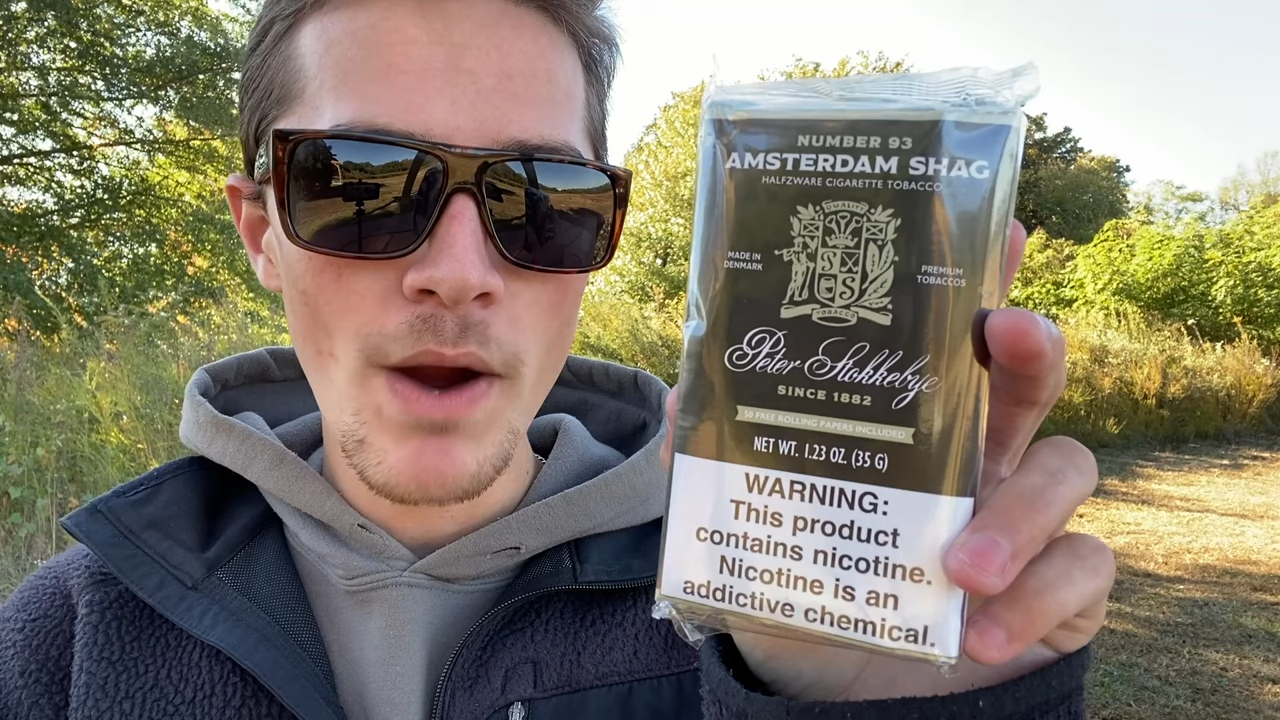 NUMBER 93
AMSTERDAM SHAG
HALFZWARE CIGARETTE TOBACCO
QUALITY
MADE IN
DENMARK
PREMIUM
TOBACCOS
S
S
TOBACCO
Peter Stokkebye
SINCE 1882
50 FREE ROLLING PAPERS INCLUDED
NET WT. 1.23 OZ. (35 G)
WARNING:
This product
contains nicotine.
Nicotine is an
addictive chemical.